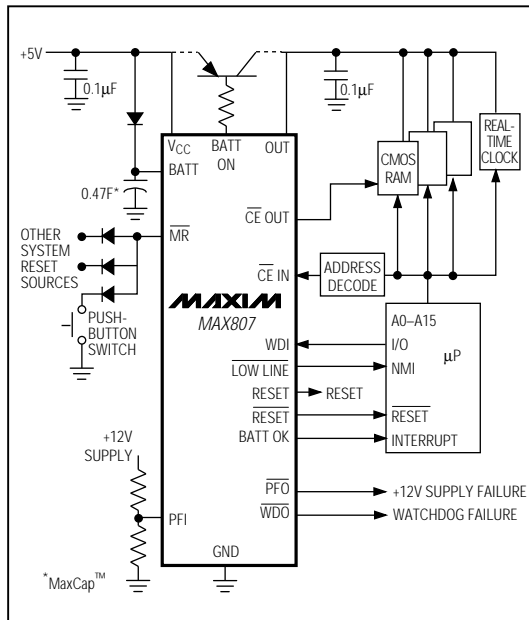 +5V
0.1µF
0.1µF
VCC
BATT ON
OUT
BATT
0.47F*
CMOS RAM
REAL-TIME CLOCK
CE OUT
OTHER SYSTEM RESET SOURCES
MR
CE IN
ADDRESS DECODE
MAXIM
MAX807
PUSH-BUTTON SWITCH
A0–A15
WDI
I/O
µP
LOW LINE
NMI
RESET
RESET
RESET
RESET
BATT OK
INTERRUPT
+12V SUPPLY
PFO
+12V SUPPLY FAILURE
PFI
WDO
WATCHDOG FAILURE
GND
*MaxCap™